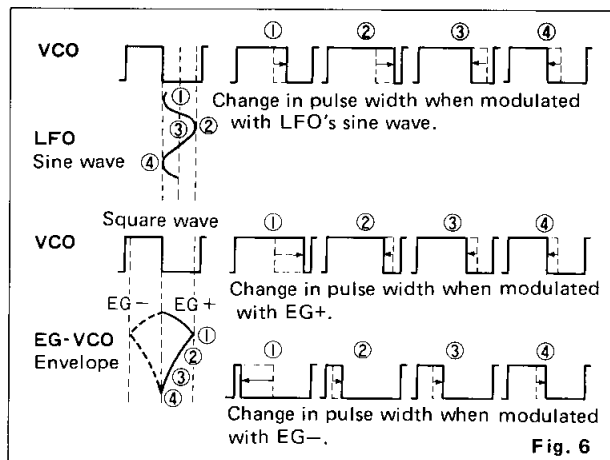 ① ② ③ ④
VCO
①
Change in pulse width when modulated
with LFO's sine wave.
③ ②
LFO
Sine wave
④
Square wave
① ② ③ ④
VCO
Change in pulse width when modulated
with EG+.
EG− EG+
EG-VCO
Envelope
①
②
③
④
① ② ③ ④
Change in pulse width when modulated
with EG−.
Fig. 6